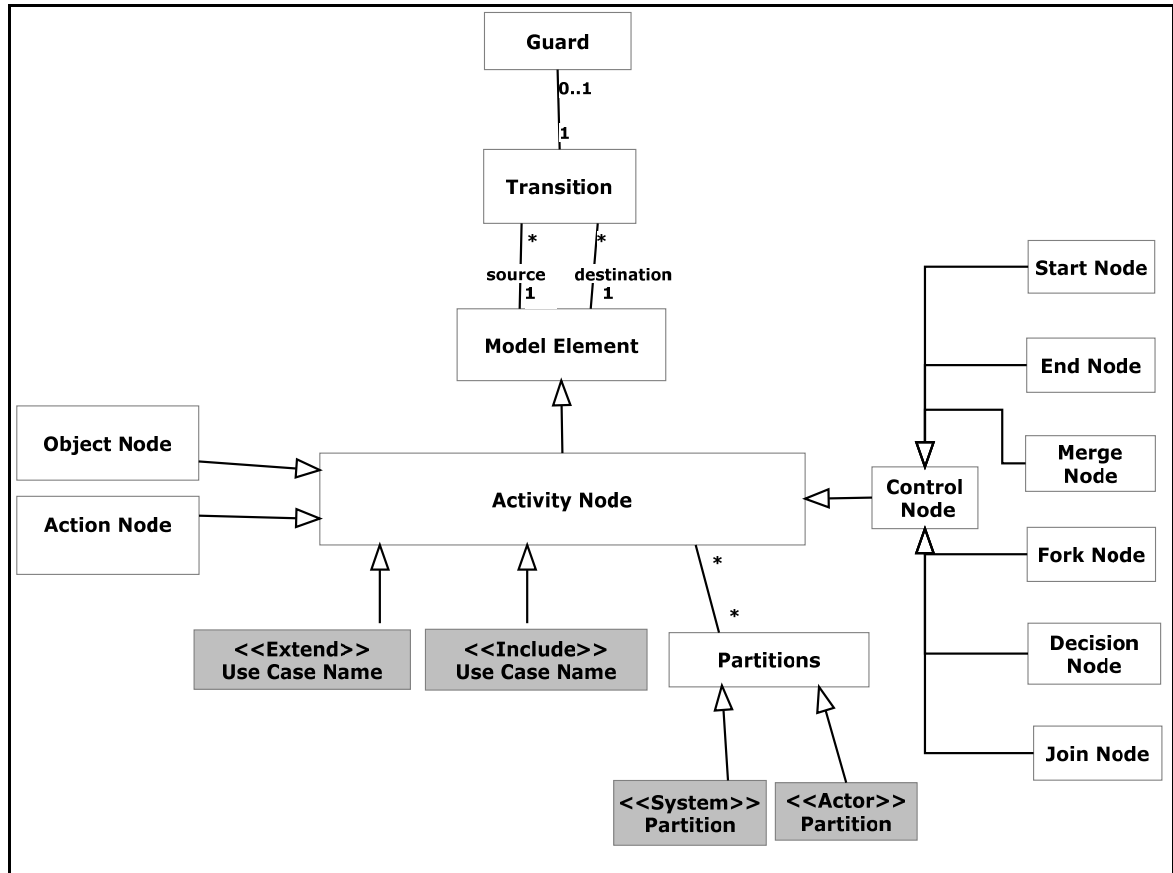 Guard
0..1
1
Transition
*
*
source
destination
1
1
Model Element
Start Node
End Node
Object Node
Action Node
Activity Node
Control
Node
Merge
Node
Fork Node
*
*
<<Extend>>
Use Case Name
<<Include>>
Use Case Name
Partitions
Decision
Node
Join Node
<<System>>
Partition
<<Actor>>
Partition